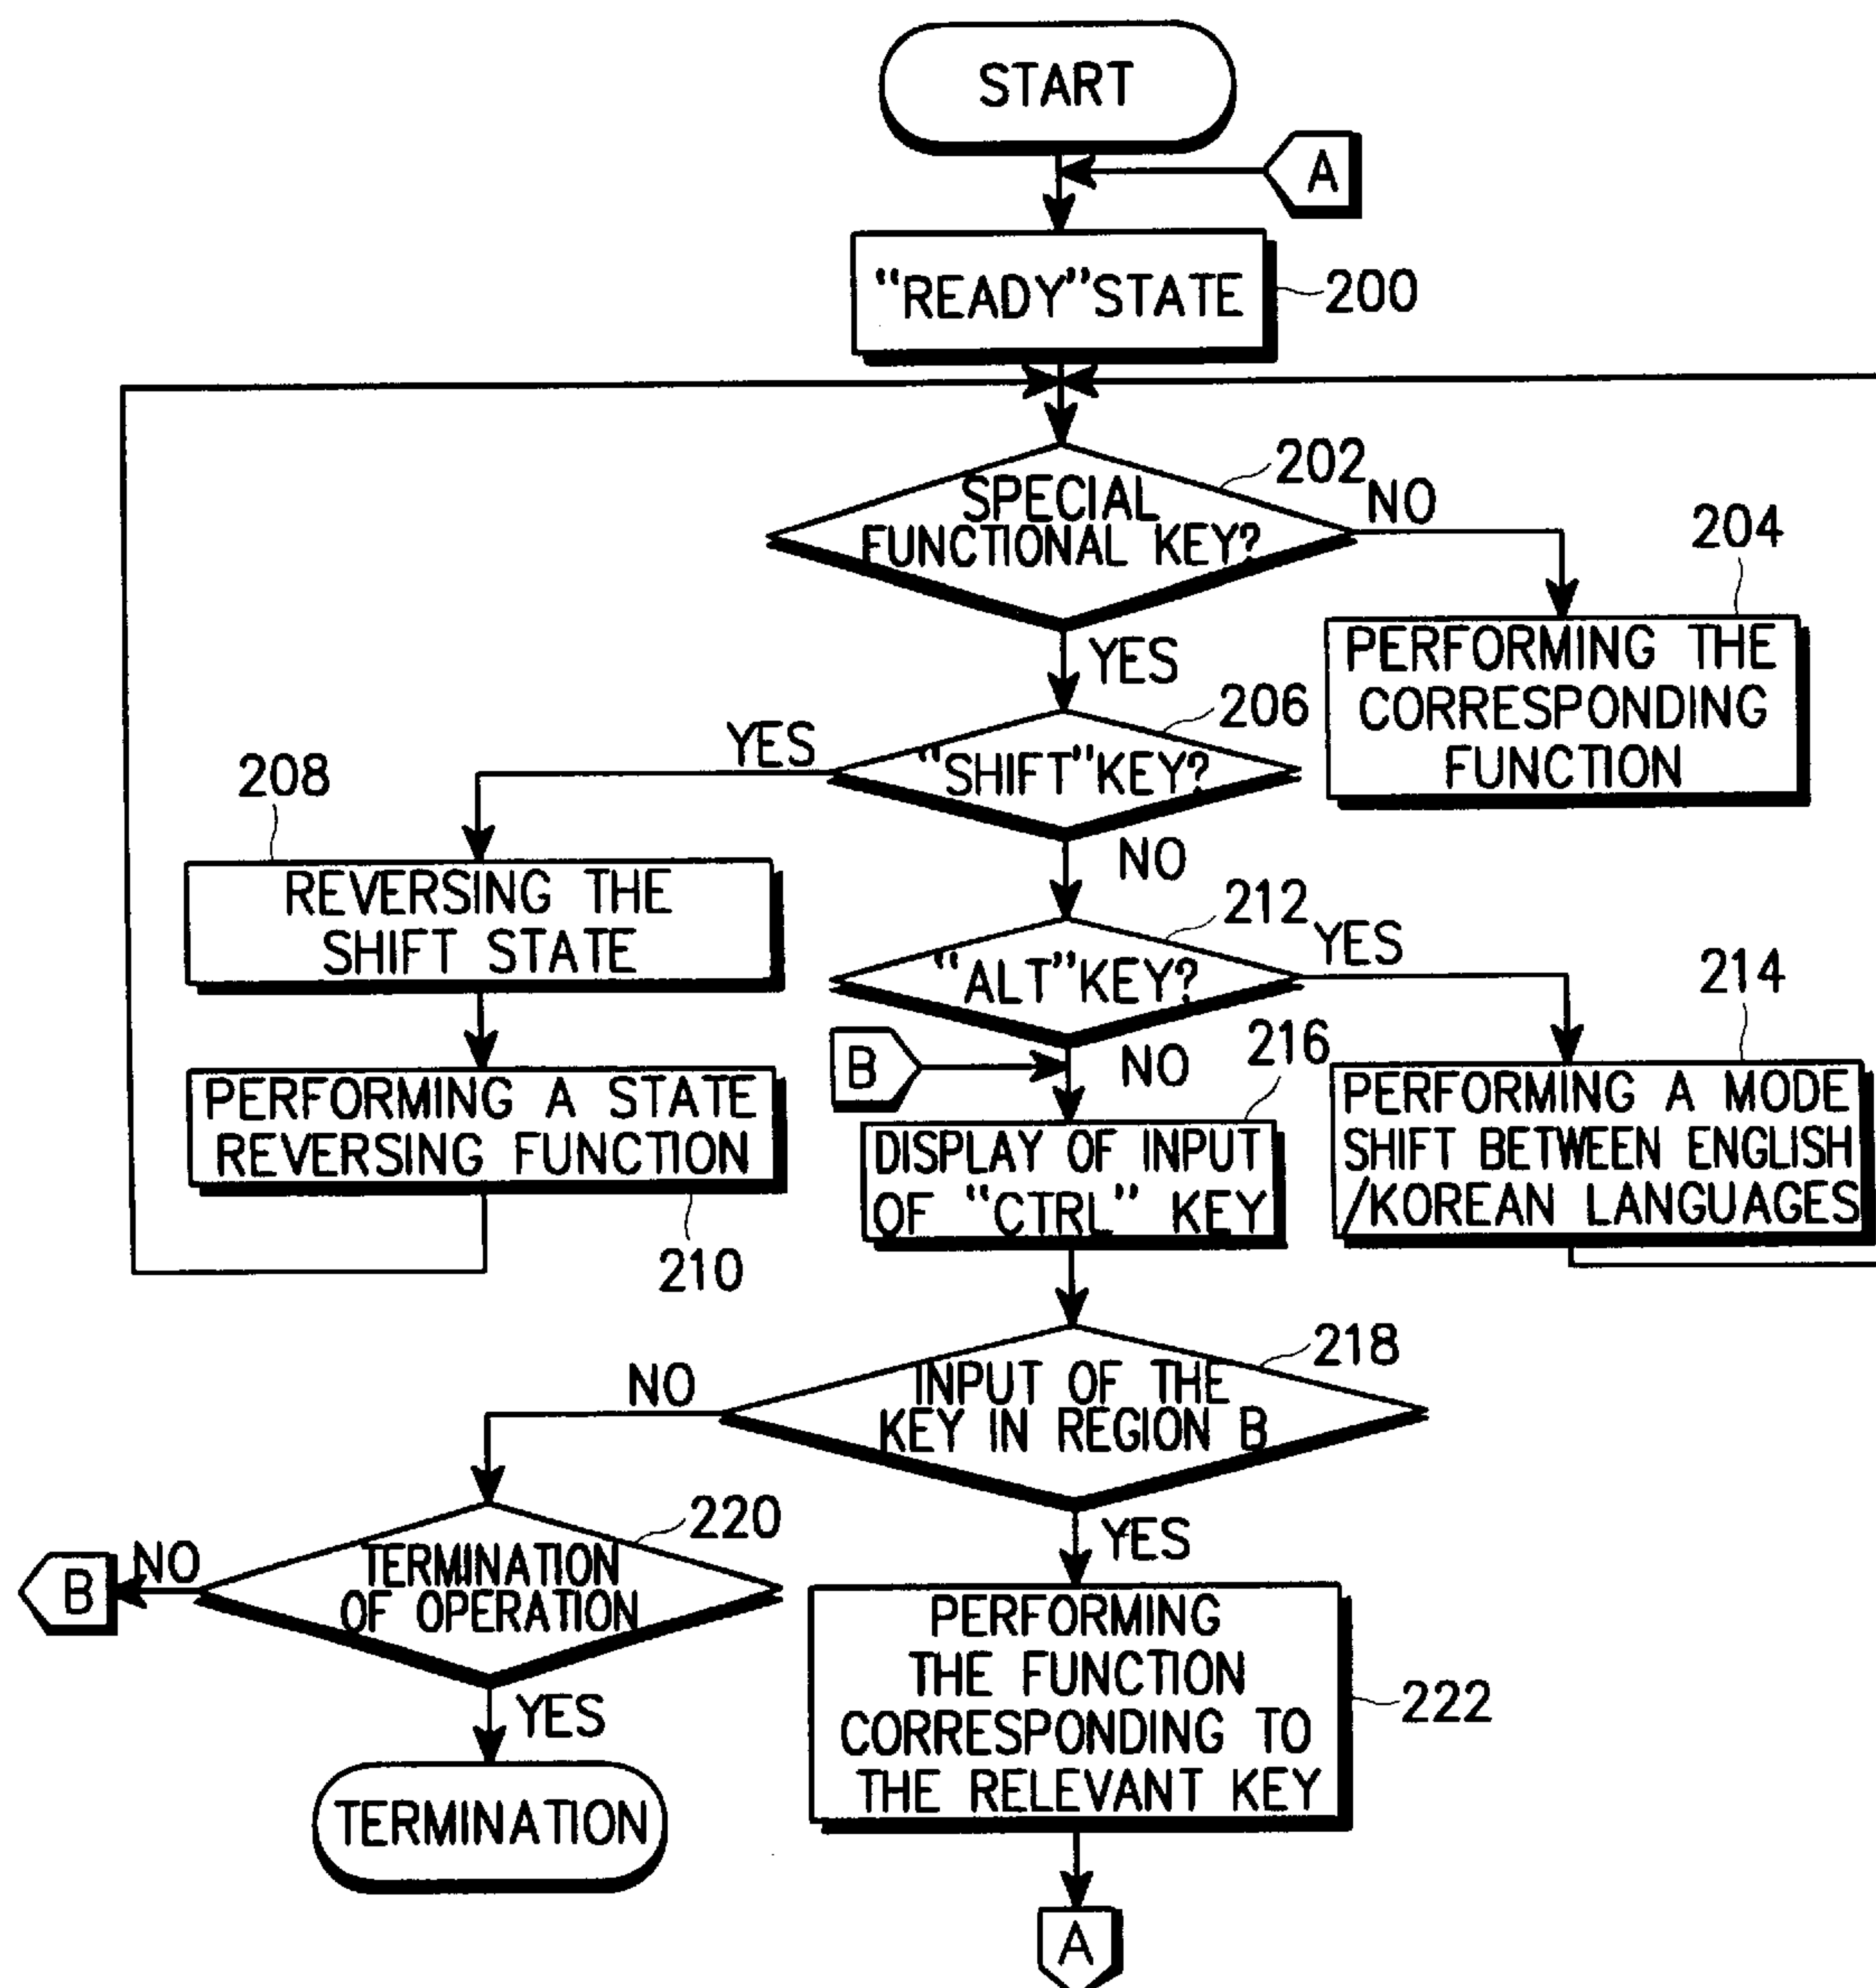 START
A
“READY” STATE
200
202
SPECIAL
FUNCTIONAL KEY?
NO
204
PERFORMING THE
CORRESPONDING
FUNCTION
YES
206
“SHIFT” KEY?
YES
208
REVERSING THE
SHIFT STATE
NO
212
“ALT” KEY?
YES
214
PERFORMING A MODE
SHIFT BETWEEN ENGLISH
/KOREAN LANGUAGES
PERFORMING A STATE
REVERSING FUNCTION
210
B
NO
216
DISPLAY OF INPUT
OF “CTRL” KEY
218
INPUT OF THE
KEY IN REGION B
NO
220
TERMINATION
OF OPERATION
NO
B
YES
TERMINATION
YES
PERFORMING
THE FUNCTION
CORRESPONDING TO
THE RELEVANT KEY
222
A